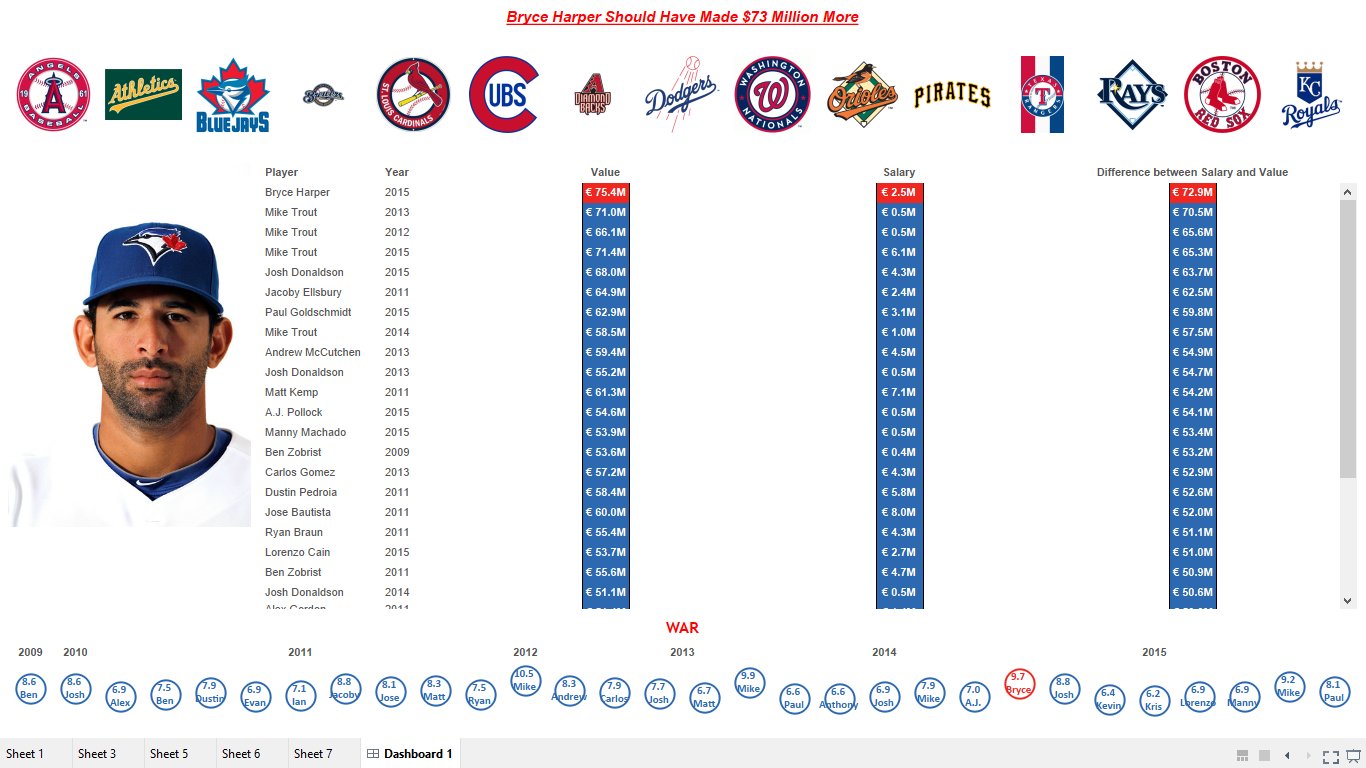 Bryce Harper Should Have Made $73 Million More
ANGELS BASEBALL 19 61
Athletics
BLUE JAYS
Brewers
ST. LOUIS CARDINALS
CUBS
A DIAMOND BACKS
Dodgers
WASHINGTON W NATIONALS
Orioles
PIRATES
TEXAS T RANGERS
RAYS
BOSTON RED SOX
KC Royals
Player Year Value Salary Difference between Salary and Value
Bryce Harper 2015 € 75.4M € 2.5M € 72.9M
Mike Trout 2013 € 71.0M € 0.5M € 70.5M
Mike Trout 2012 € 66.1M € 0.5M € 65.6M
Mike Trout 2015 € 71.4M € 6.1M € 65.3M
Josh Donaldson 2015 € 68.0M € 4.3M € 63.7M
Jacoby Ellsbury 2011 € 64.9M € 2.4M € 62.5M
Paul Goldschmidt 2015 € 62.9M € 3.1M € 59.8M
Mike Trout 2014 € 58.5M € 1.0M € 57.5M
Andrew McCutchen 2013 € 59.4M € 4.5M € 54.9M
Josh Donaldson 2013 € 55.2M € 0.5M € 54.7M
Matt Kemp 2011 € 61.3M € 7.1M € 54.2M
A.J. Pollock 2015 € 54.6M € 0.5M € 54.1M
Manny Machado 2015 € 53.9M € 0.5M € 53.4M
Ben Zobrist 2009 € 53.6M € 0.4M € 53.2M
Carlos Gomez 2013 € 57.2M € 4.3M € 52.9M
Dustin Pedroia 2011 € 58.4M € 5.8M € 52.6M
Jose Bautista 2011 € 60.0M € 8.0M € 52.0M
Ryan Braun 2011 € 55.4M € 4.3M € 51.1M
Lorenzo Cain 2015 € 53.7M € 2.7M € 51.0M
Ben Zobrist 2011 € 55.6M € 4.7M € 50.9M
Josh Donaldson 2014 € 51.1M € 0.5M € 50.6M
Alex Gordon 2011
WAR
2009 2010 2011 2012 2013 2014 2015
8.6 8.6 6.9 7.5 7.9 6.9 7.1 8.8 8.1 8.3 7.5 10.5 8.3 7.9 7.7 6.7 9.9 6.6 6.6 6.9 7.9 7.0 9.7 8.8 6.4 6.2 6.9 6.9 9.2 8.1
Ben Josh Alex Ben Dustin Evan Ian Jacoby Jose Matt Ryan Mike Andrew Carlos Josh Matt Mike Paul Anthony Josh Mike A.J. Bryce Josh Kevin Kris Lorenzo Manny Mike Paul
Sheet 1 Sheet 3 Sheet 5 Sheet 6 Sheet 7 Dashboard 1